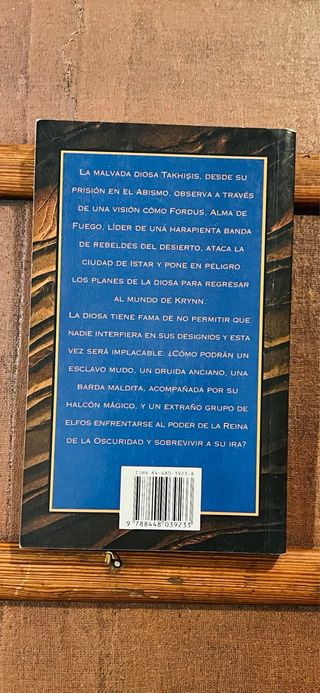 La malvada diosa Takhisis, desde su
prisión en el Abismo, observa a través
de una visión cómo Fordus, Alma de
Fuego, líder de una harapienta banda
de rebeldes del desierto, ataca la
ciudad de Istar y pone en peligro
los planes de la diosa para regresar
al mundo de Krynn.
La diosa tiene fama de no permitir que
nadie interfiera en sus designios y esta
vez será implacable. ¿Cómo podrán un
esclavo mudo, un druida anciano, una
barda maldita, acompañada por su
halcón mágico, y un extraño grupo de
elfos enfrentarse al poder de la Reina
de la Oscuridad y sobrevivir a su ira?
ISBN 84-480-3923-8
9 788448 039233